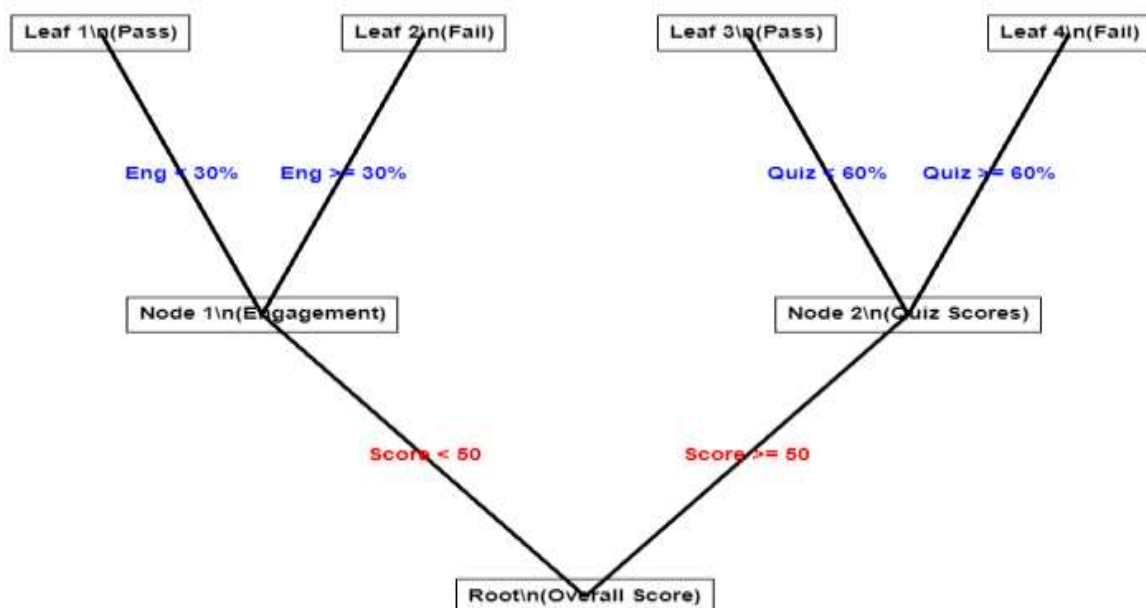 Leaf 1\n(Pass)
Leaf 2\n(Fail)
Leaf 3\n(Pass)
Leaf 4\n(Fail)
Eng < 30%
Eng >= 30%
Quiz < 60%
Quiz >= 60%
Node 1\n(Engagement)
Node 2\n(Quiz Scores)
Score < 50
Score >= 50
Root\n(Overall Score)